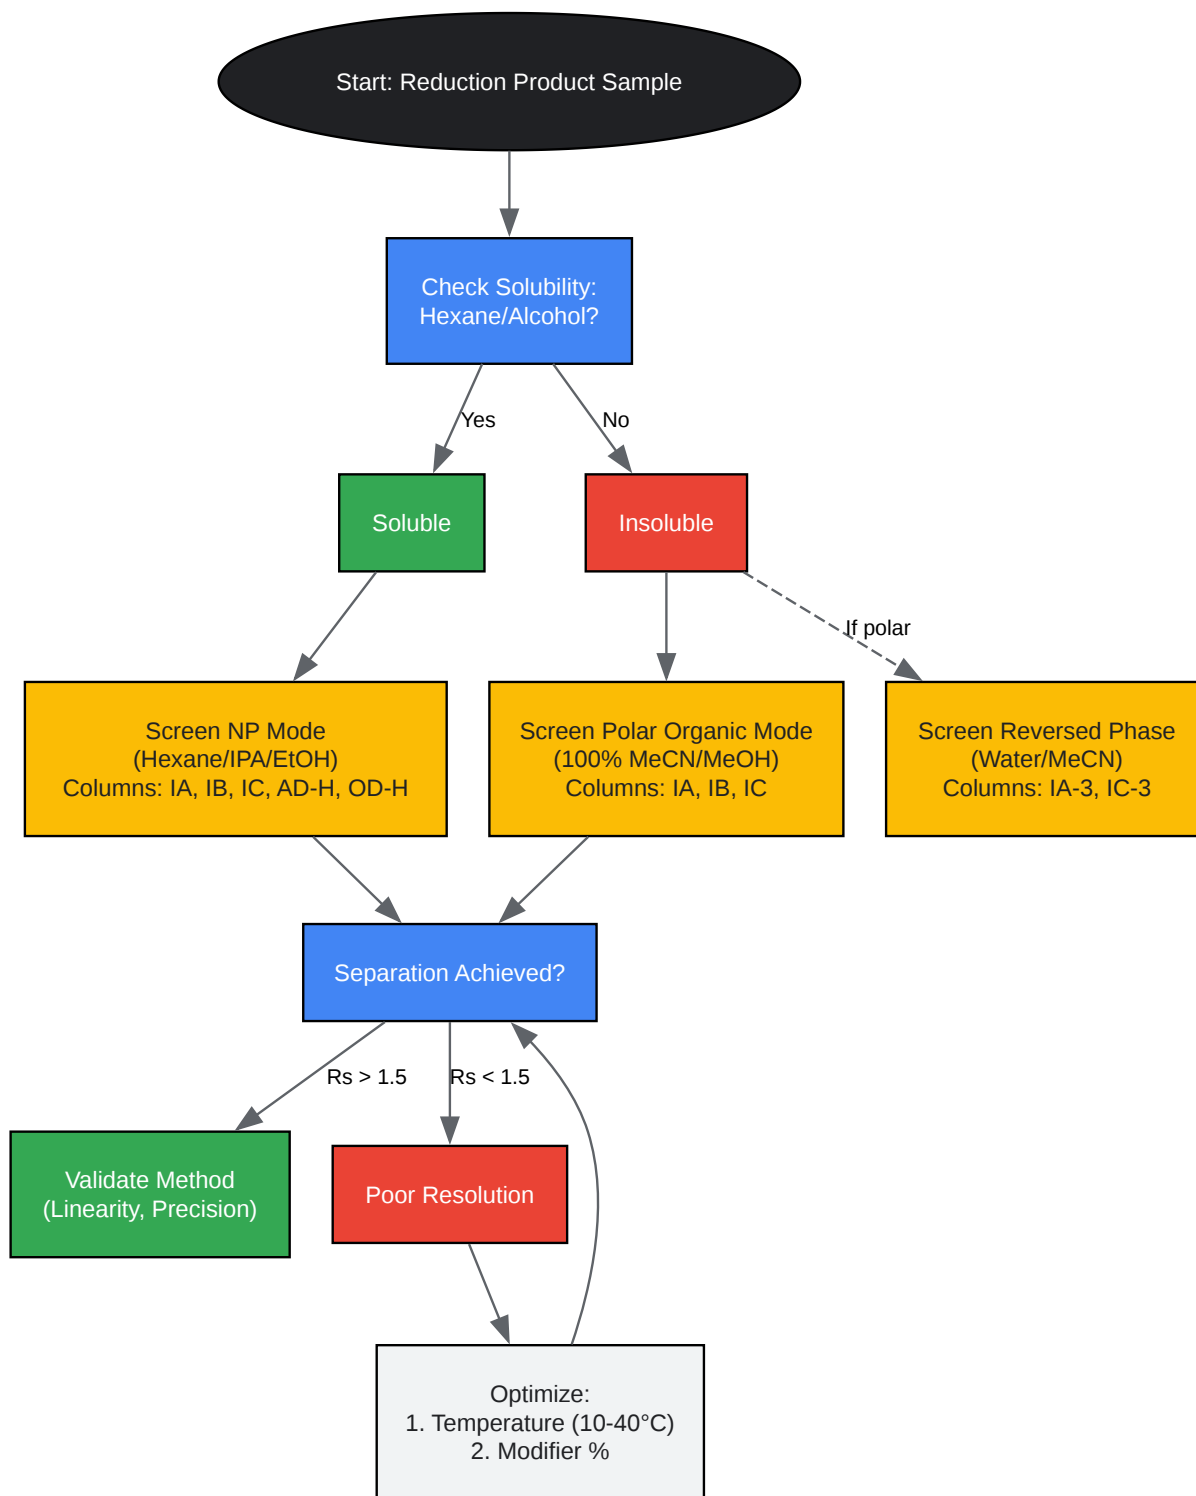 Start: Reduction Product Sample
Check Solubility:
Hexane/Alcohol?
Yes
No
Soluble
Insoluble
If polar
Screen NP Mode
(Hexane/IPA/EtOH)
Columns: IA, IB, IC, AD-H, OD-H
Screen Polar Organic Mode
(100% MeCN/MeOH)
Columns: IA, IB, IC
Screen Reversed Phase
(Water/MeCN)
Columns: IA-3, IC-3
Separation Achieved?
Rs > 1.5
Rs < 1.5
Validate Method
(Linearity, Precision)
Poor Resolution
Optimize:
1. Temperature (10-40°C)
2. Modifier %